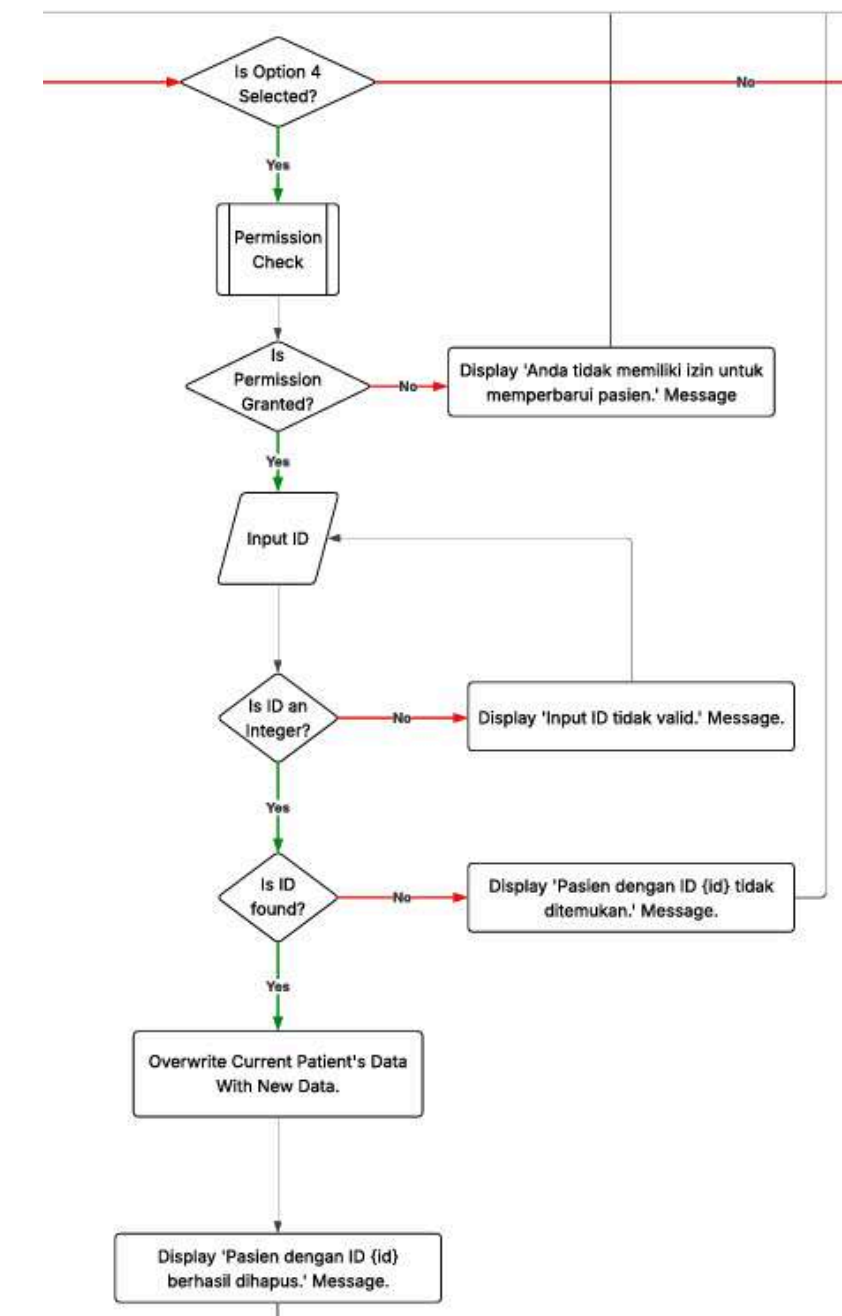 Is Option 4
Selected?
No
Yes
Permission
Check
Is
Permission
Granted?
No
Display 'Anda tidak memiliki izin untuk
memperbarui pasien.' Message
Yes
Input ID
Is ID an
Integer?
No
Display 'Input ID tidak valid.' Message.
Yes
Is ID
found?
No
Display 'Pasien dengan ID {id} tidak
ditemukan.' Message.
Yes
Overwrite Current Patient's Data
With New Data.
Display 'Pasien dengan ID {id}
berhasil dihapus.' Message.